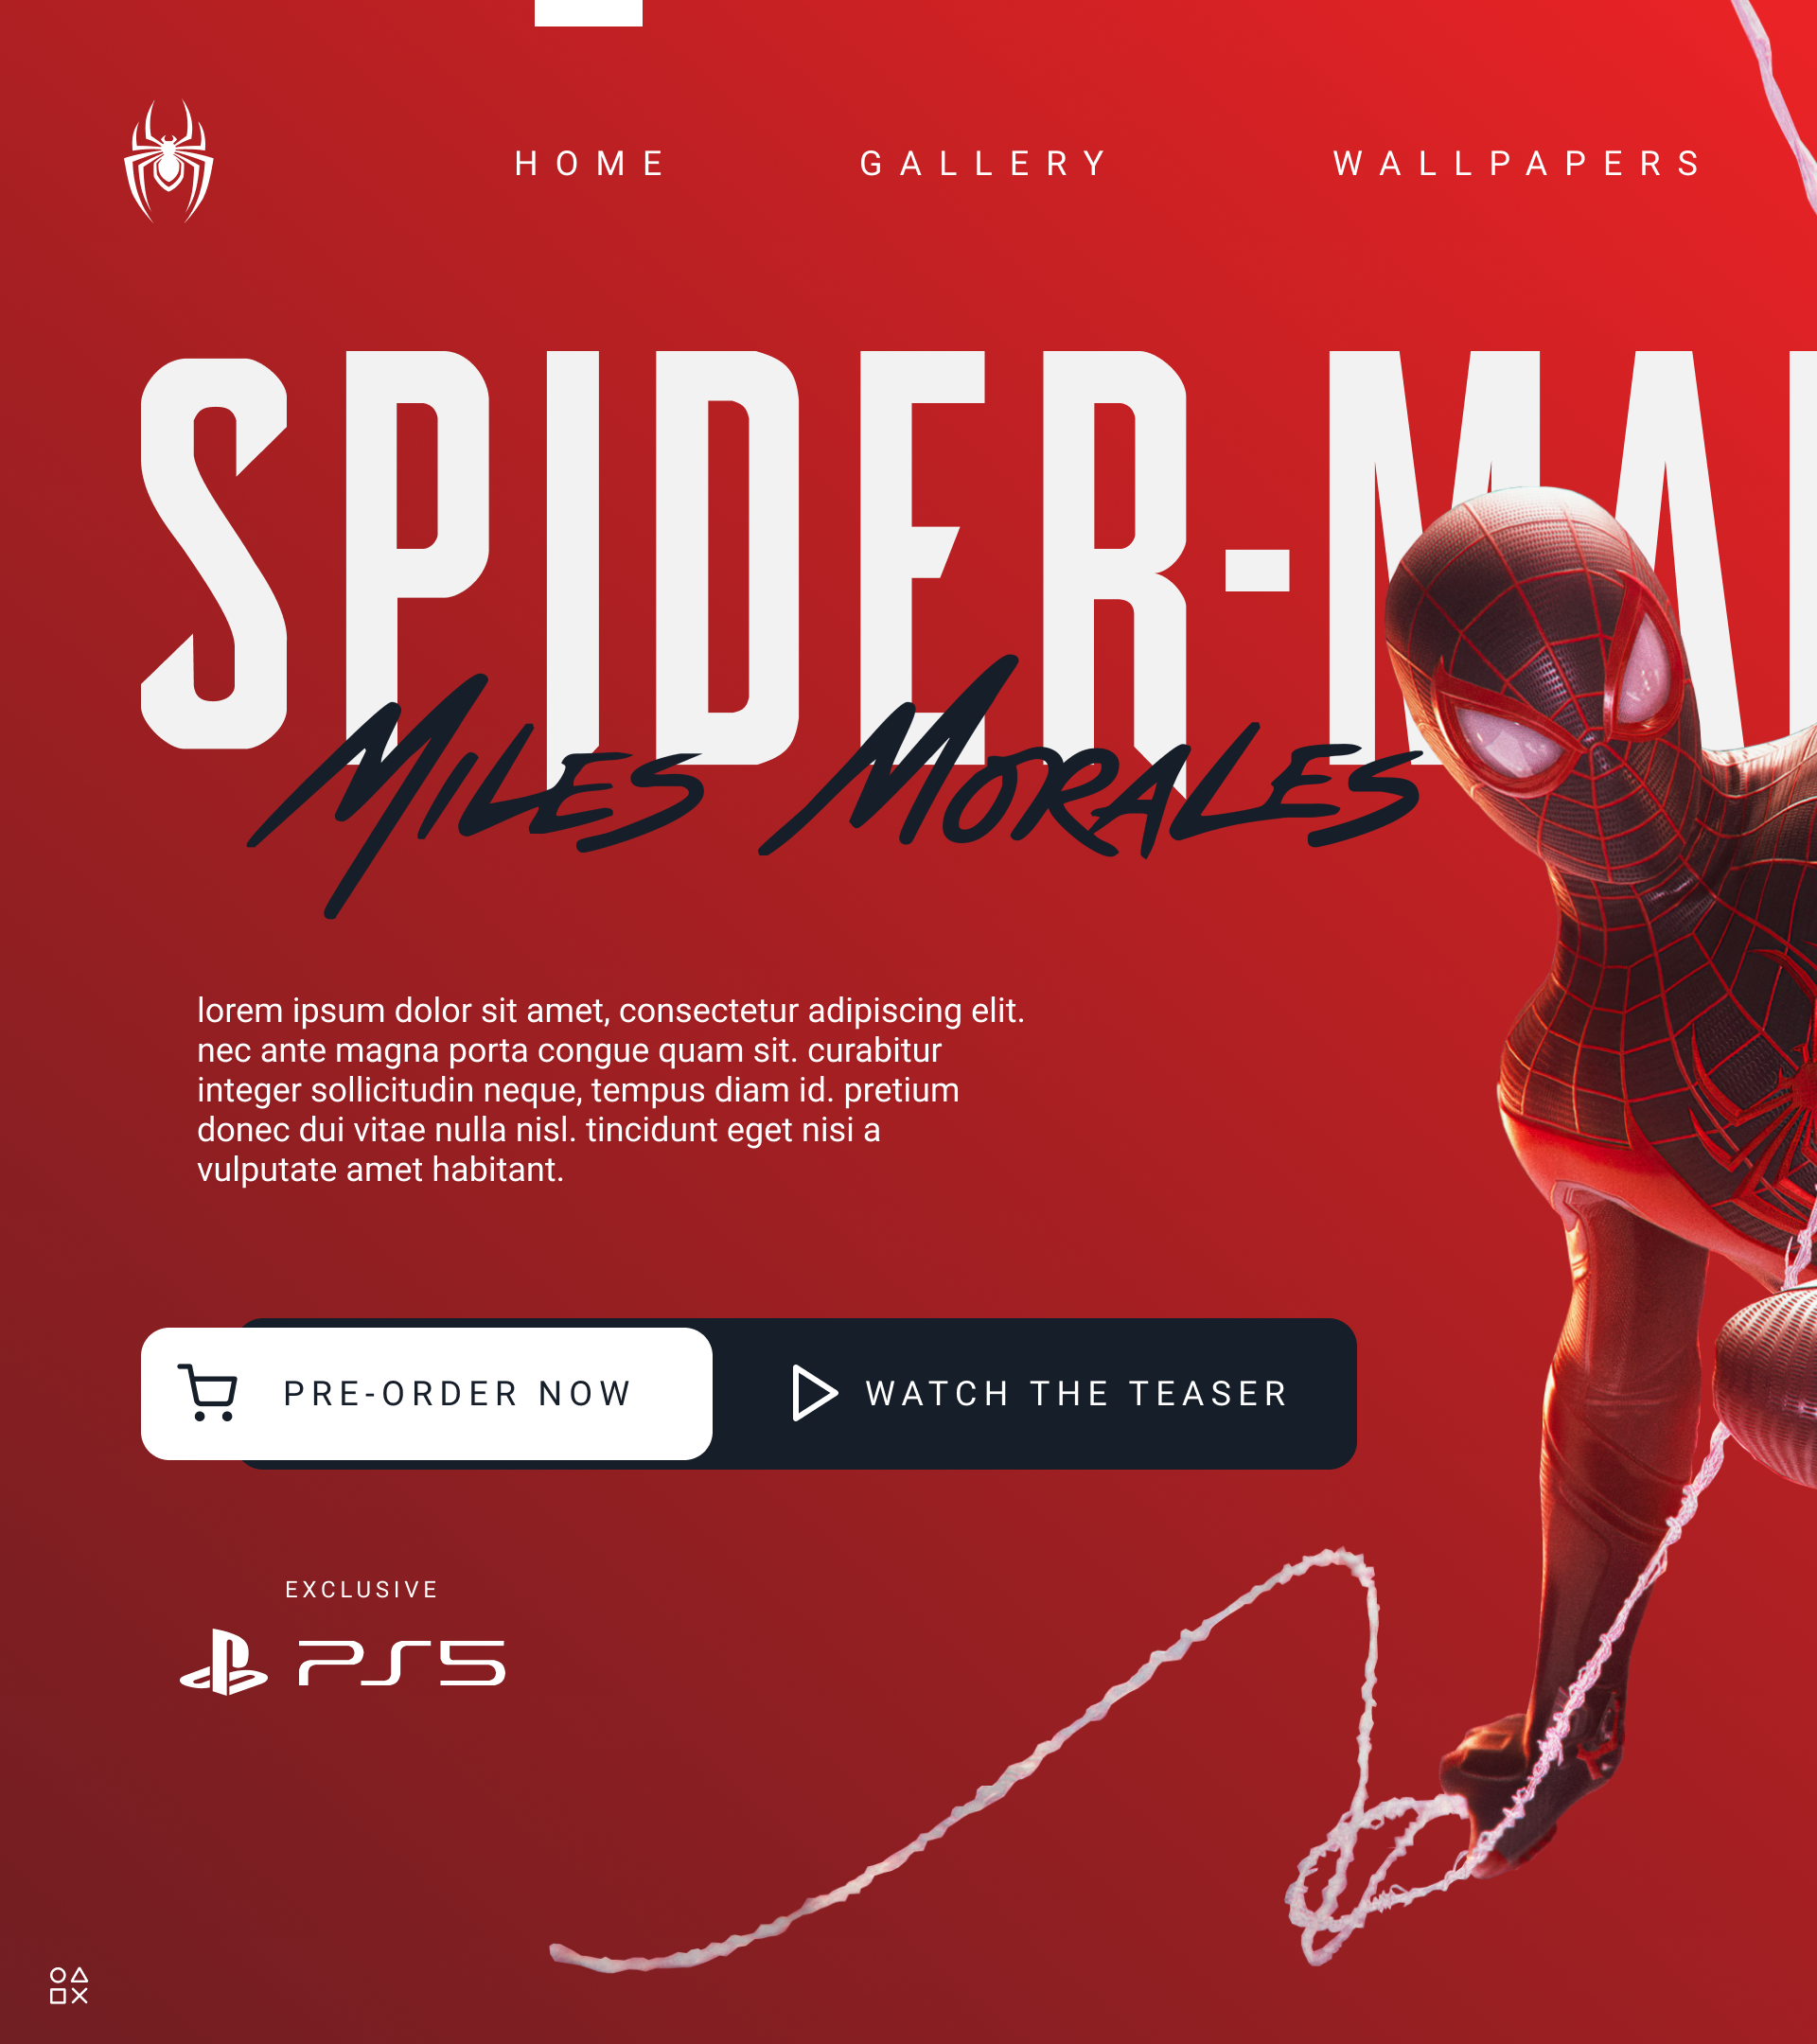 HOME GALLERY WALLPAPERS
SPIDER-MA
MILES MORALES
lorem ipsum dolor sit amet, consectetur adipiscing elit.
nec ante magna porta congue quam sit. curabitur
integer sollicitudin neque, tempus diam id. pretium
donec dui vitae nulla nisl. tincidunt eget nisi a
vulputate amet habitant.
PRE-ORDER NOW WATCH THE TEASER
EXCLUSIVE
PS5